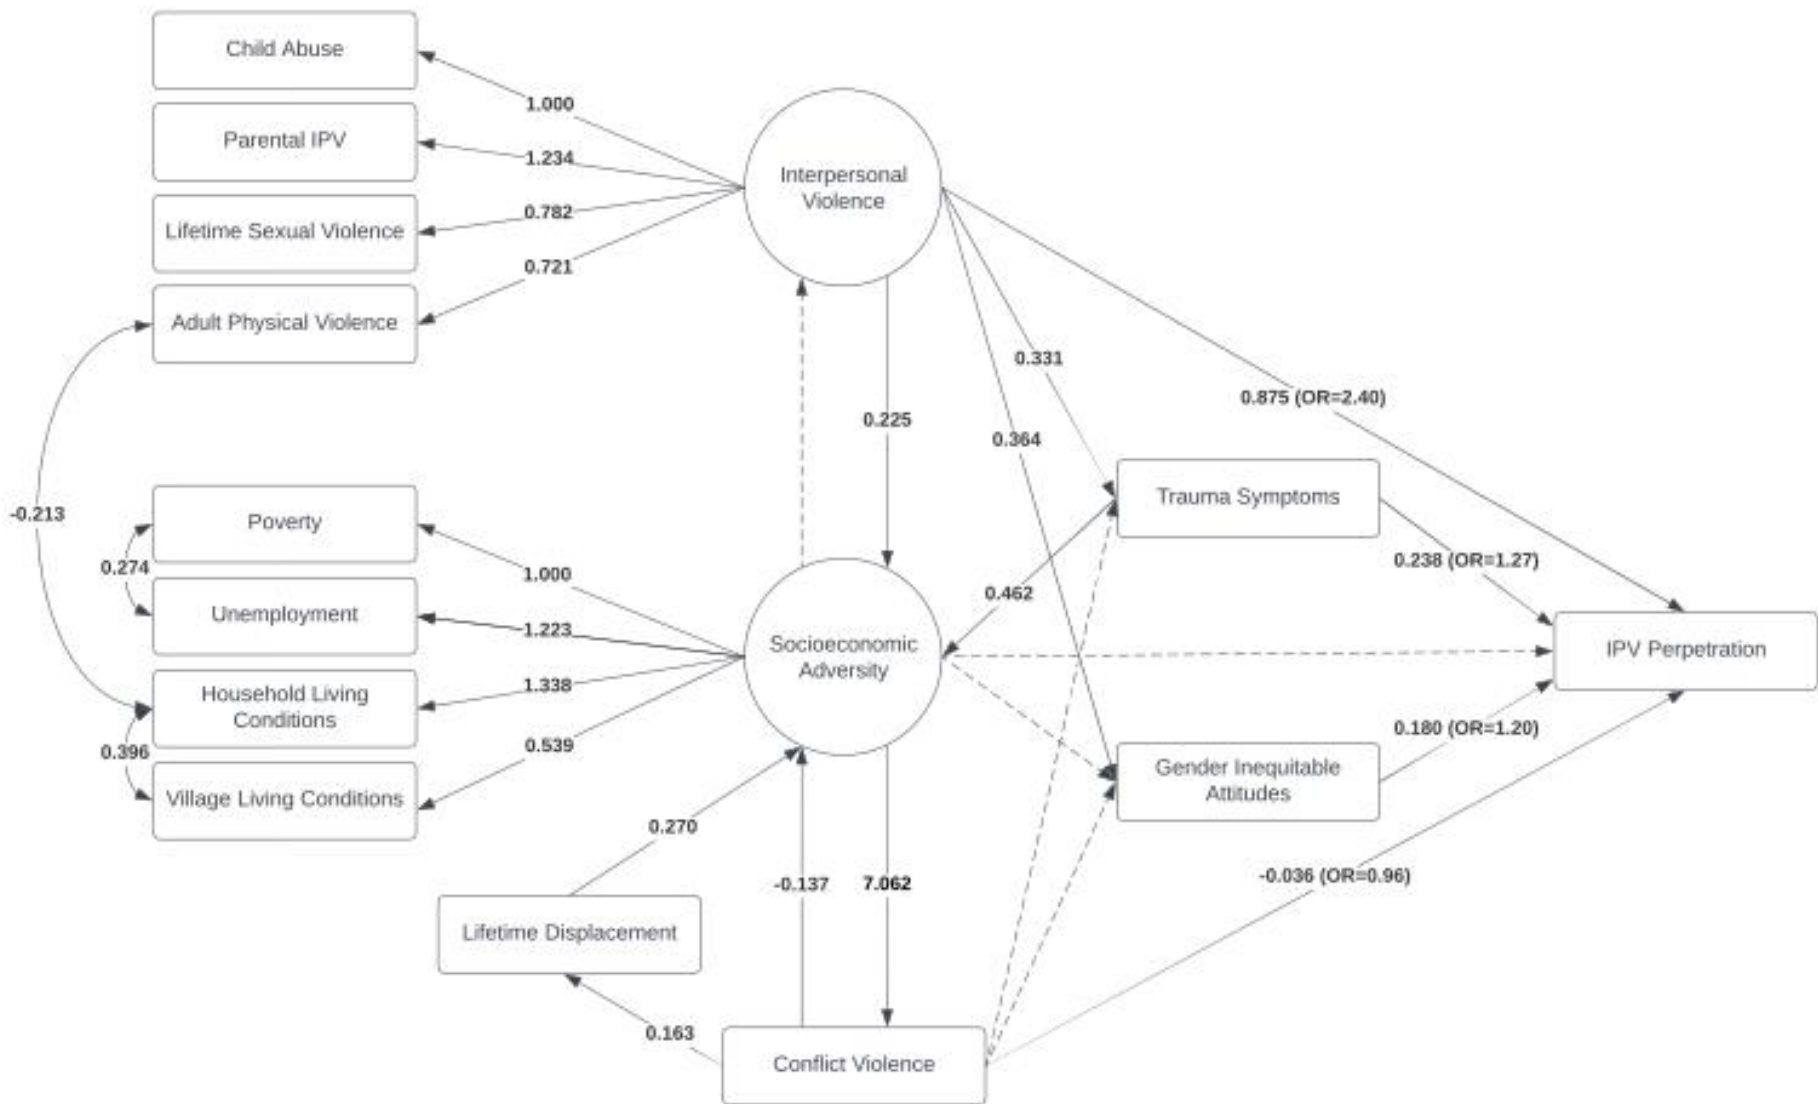 Child Abuse
1.000
Parental IPV
1.234
Interpersonal
Violence
Lifetime Sexual Violence
0.782
0.721
Adult Physical Violence
0.331
0.875 (OR=2.40)
0.225
0.364
-0.213
Poverty
Trauma Symptoms
0.274
1.000
0.238 (OR=1.27)
0.462
Unemployment
1.223
Socioeconomic
Adversity
IPV Perpetration
Household Living
Conditions
1.338
0.396
0.539
0.180 (OR=1.20)
Village Living Conditions
Gender Inequitable
Attitudes
0.270
-0.137
7.062
-0.036 (OR=0.96)
Lifetime Displacement
0.163
Conflict Violence